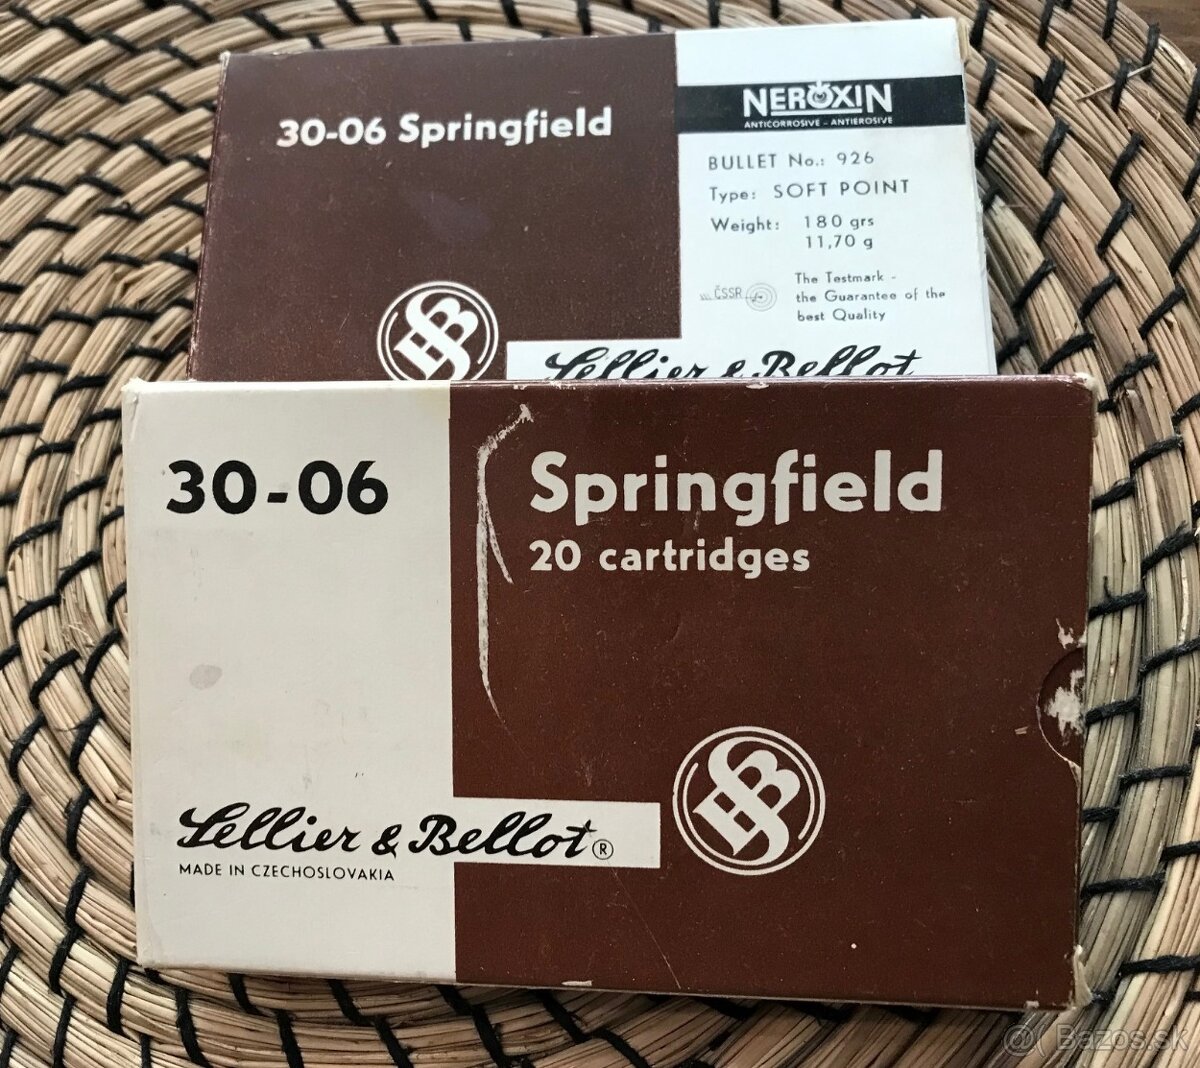 30-06 Springfield
NEROXIN
ANTICORROSIVE - ANTIEROSIVE
BULLET No.: 926
Type: SOFT POINT
Weight: 180 grs
11,70 g
ČSSR
The Testmark -
the Guarantee of the
best Quality
Sellier & Bellot
30-06 Springfield
20 cartridges
Sellier & Bellot ®
MADE IN CZECHOSLOVAKIA
Bazos.sk